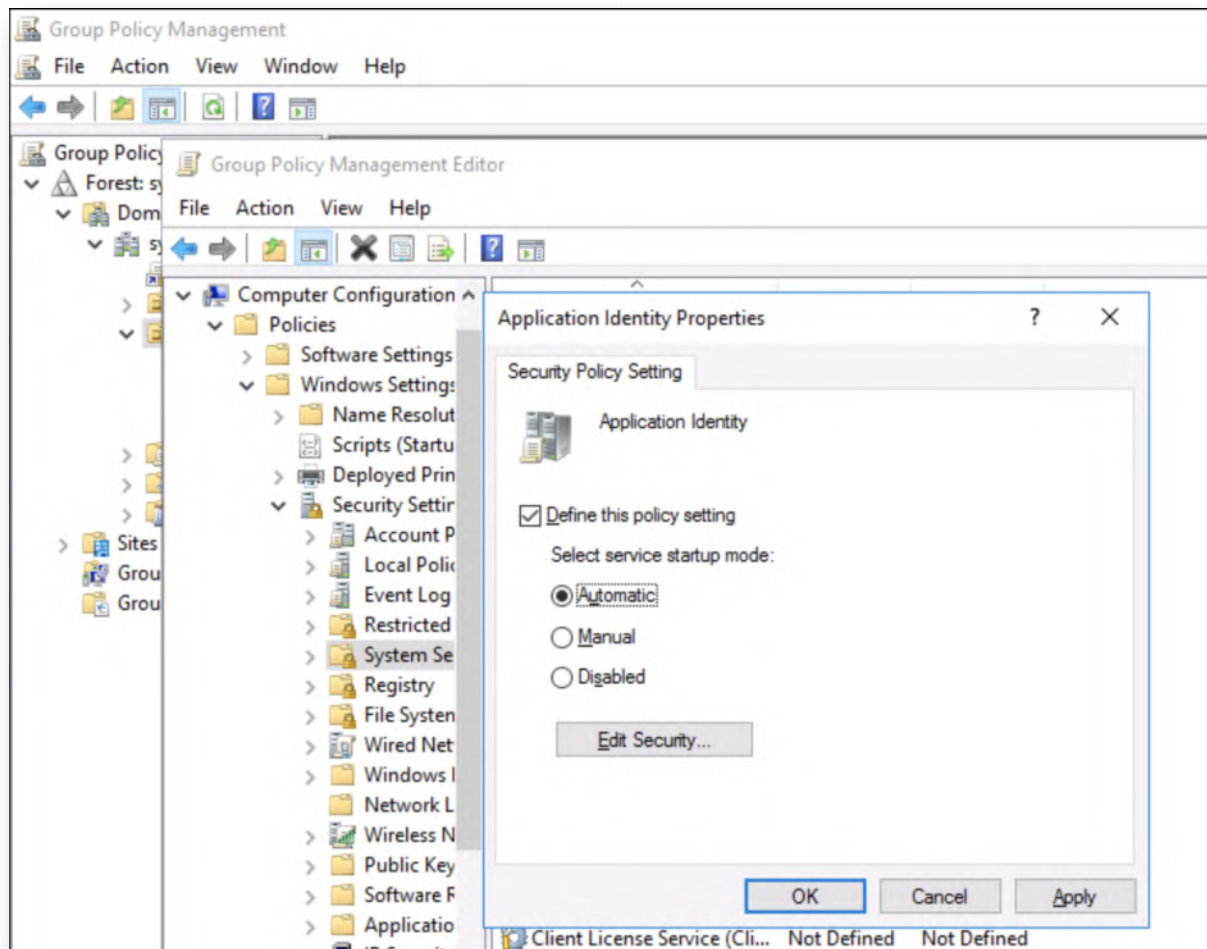 Group Policy Management
File Action View Window Help
Group Policy
Forest: sy
Dom
sy
Sites
Grou
Grou
Group Policy Management Editor
File Action View Help
Computer Configuration
Policies
Software Settings
Windows Settings
Name Resolut
Scripts (Startu
Deployed Prin
Security Settin
Account P
Local Polic
Event Log
Restricted
System Se
Registry
File System
Wired Net
Windows
Network L
Wireless N
Public Key
Software R
Applicatio
Application Identity Properties
Security Policy Setting
Application Identity
Define this policy setting
Select service startup mode:
Automatic
Manual
Disabled
Edit Security...
OK Cancel Apply
Client License Service (Cli... Not Defined Not Defined